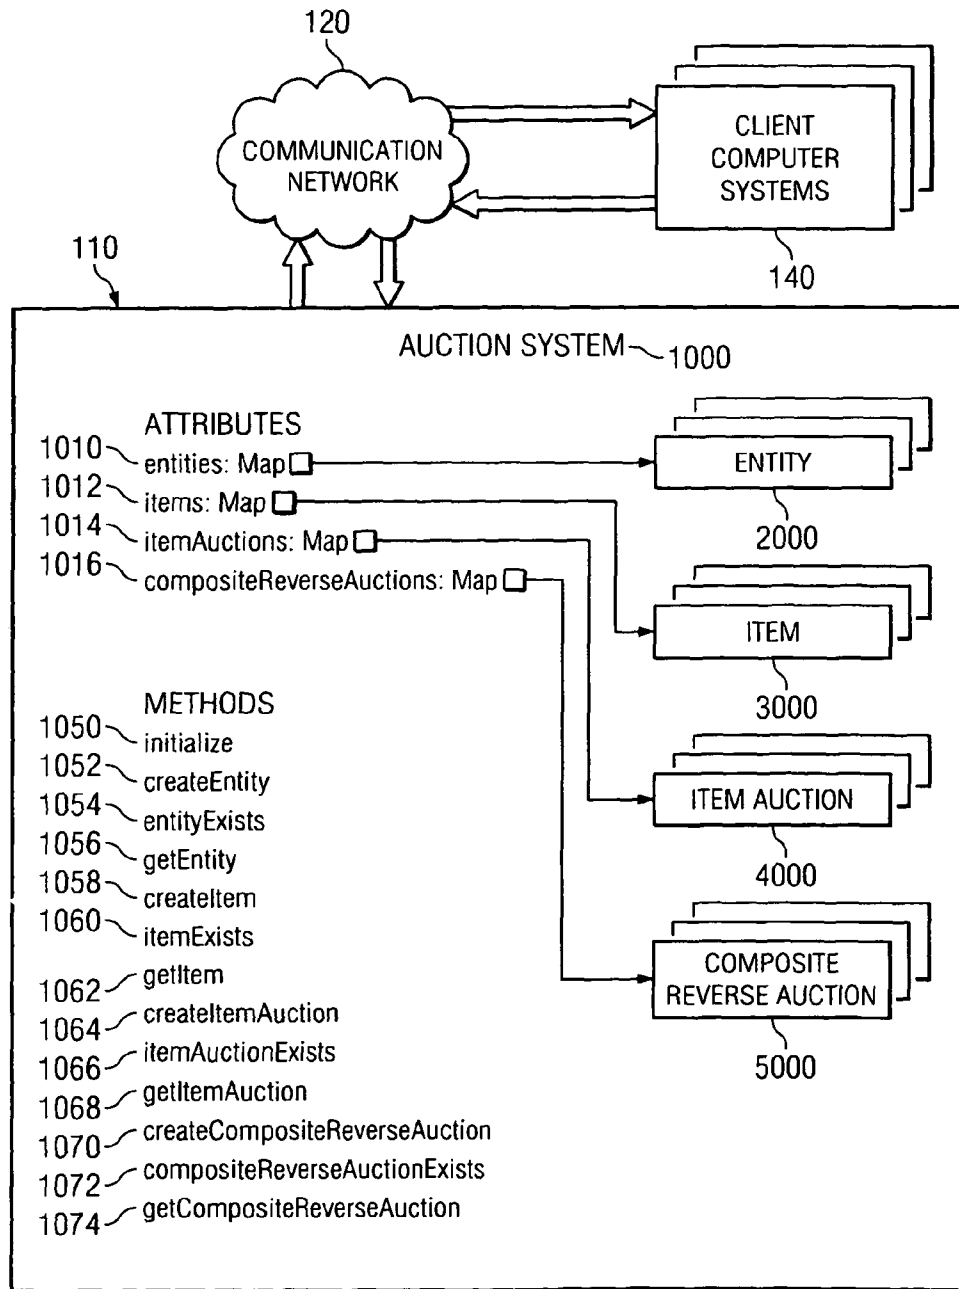 120
COMMUNICATION
NETWORK
CLIENT
COMPUTER
SYSTEMS
140
110
AUCTION SYSTEM 1000
ATTRIBUTES
1010 entities: Map
1012 items: Map
1014 itemAuctions: Map
1016 compositeReverseAuctions: Map
ENTITY
2000
ITEM
3000
ITEM AUCTION
4000
COMPOSITE
REVERSE AUCTION
5000
METHODS
1050 initialize
1052 createEntity
1054 entityExists
1056 getEntity
1058 createItem
1060 itemExists
1062 getItem
1064 createItemAuction
1066 itemAuctionExists
1068 getItemAuction
1070 createCompositeReverseAuction
1072 compositeReverseAuctionExists
1074 getCompositeReverseAuction